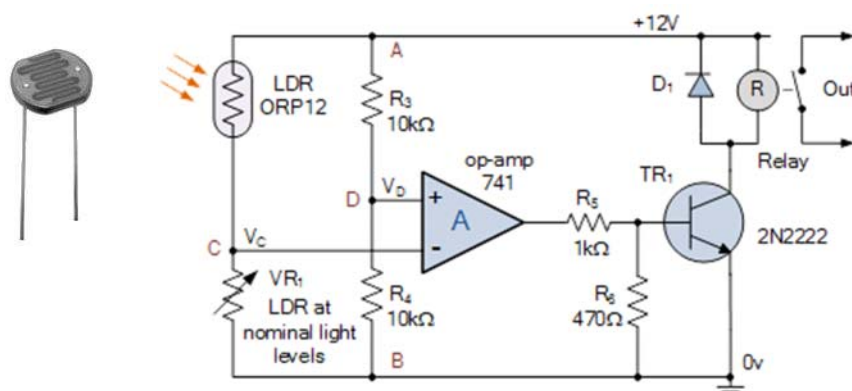 A
+12V
LDR
ORP12
R3
10kΩ
D1
R
Out
op-amp
741
Relay
TR1
D
VD
+
A
-
R5
1kΩ
2N2222
C
VC
VR1
LDR at
nominal light
levels
R4
10kΩ
R6
470Ω
B
0v